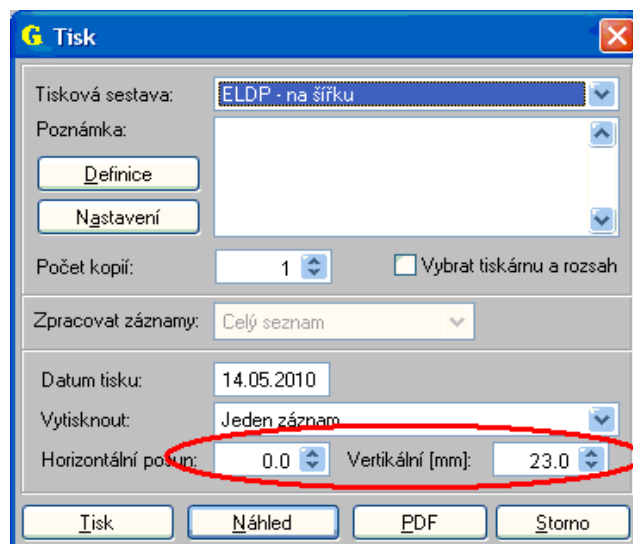 G Tisk
Tisková sestava: ELDP - na šířku
Poznámka:
Definice
Nastavení
Počet kopií: 1 Vybrat tiskárnu a rozsah
Zpracovat záznamy: Celý seznam
Datum tisku: 14.05.2010
Vytisknout: Jeden záznam
Horizontální posun: 0.0 Vertikální [mm]: 23.0
Tisk Náhled PDF Storno